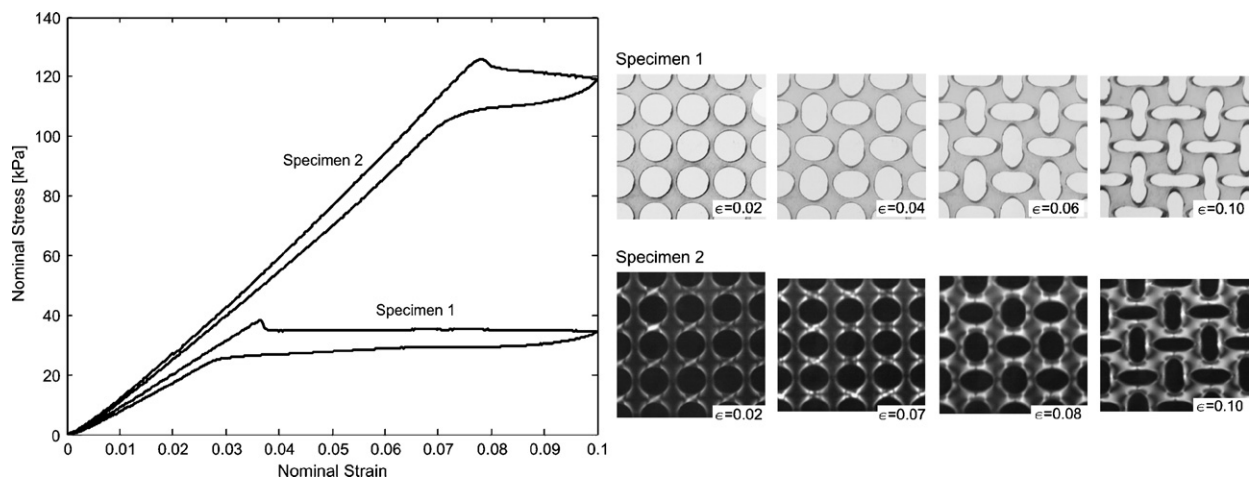 140
120
100
80
60
40
20
0
Nominal Stress [kPa]
Specimen 2
Specimen 1
0 0.01 0.02 0.03 0.04 0.05 0.06 0.07 0.08 0.09 0.1
Nominal Strain
Specimen 1
ϵ=0.02 ϵ=0.04 ϵ=0.06 ϵ=0.10
Specimen 2
ϵ=0.02 ϵ=0.07 ϵ=0.08 ϵ=0.10